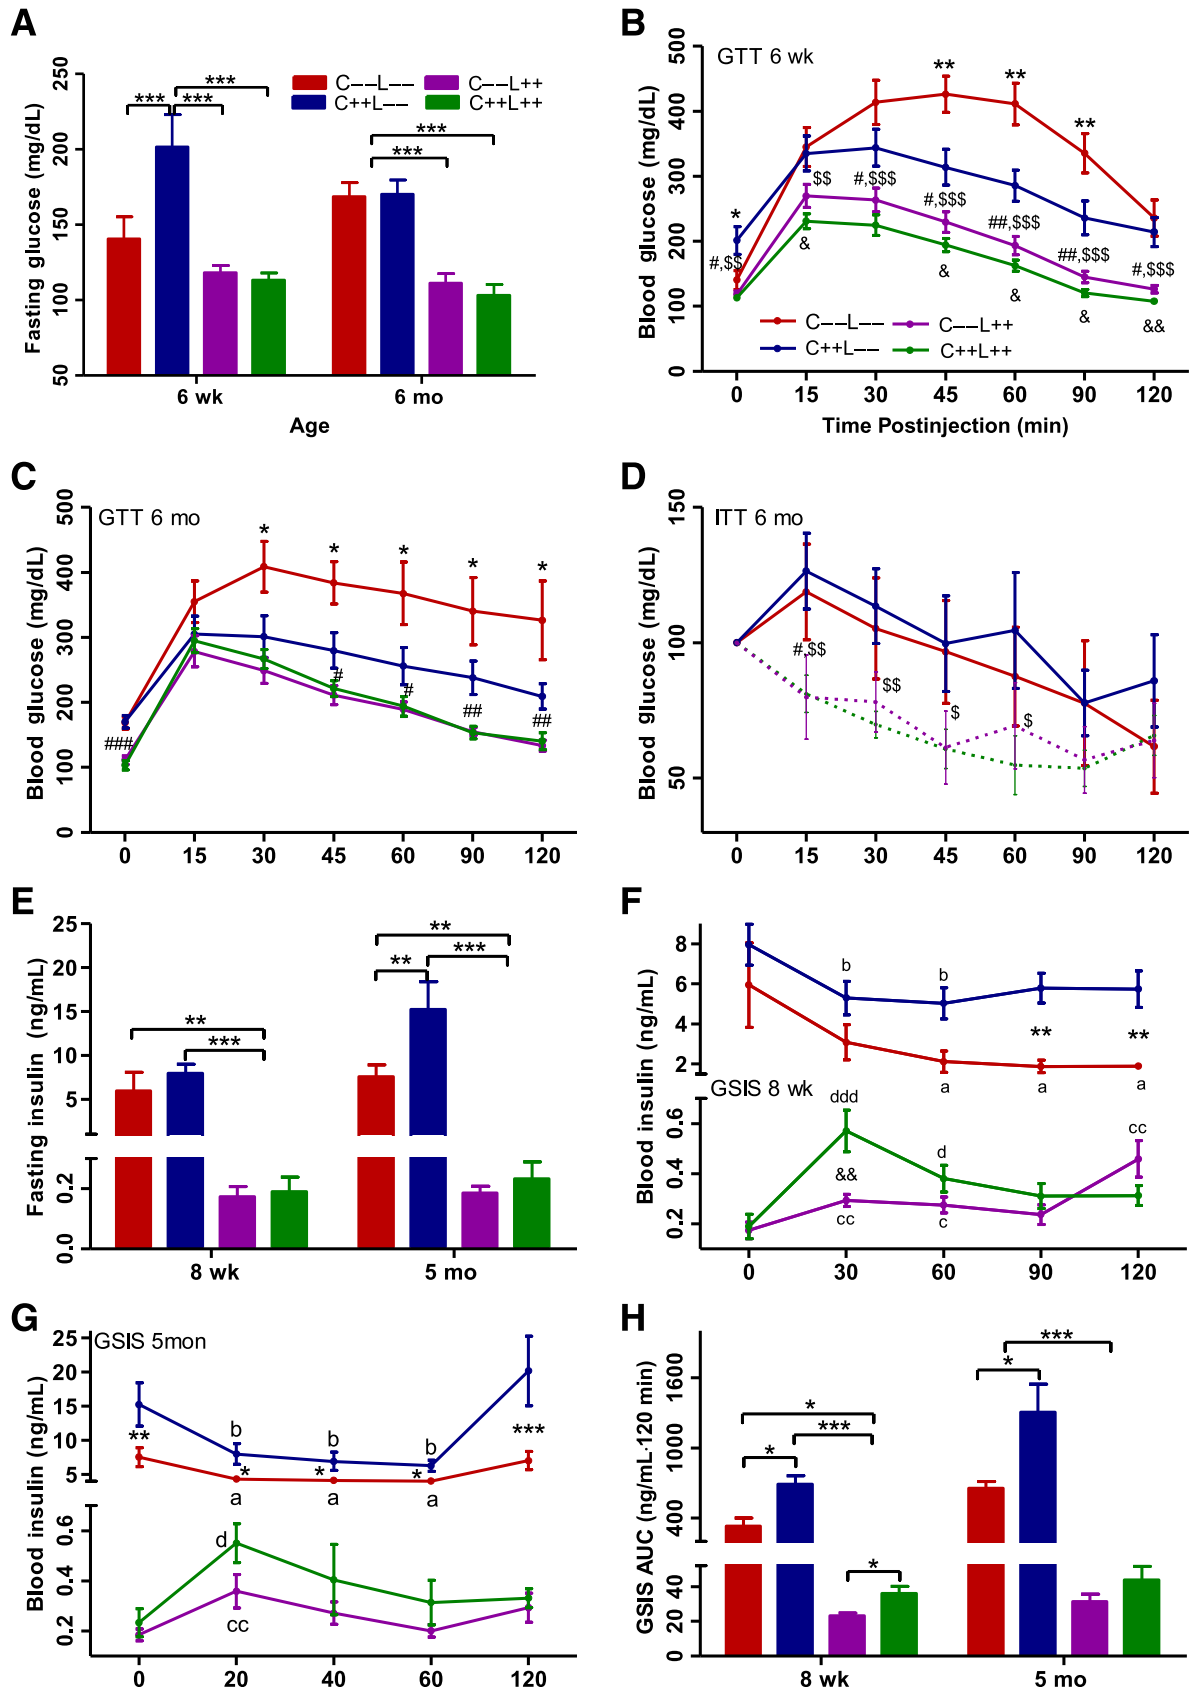 A
Fasting glucose (mg/dL)
250
200
150
100
50
*** *** ***
C−−L−− C−−L++
C++L−− C++L++
*** ***
6 wk 6 mo
Age
B
GTT 6 wk
Blood glucose (mg/dL)
500
400
300
200
100
0
** ** **
*
#,$$ $$ #,$$$ #,$$$ ##,$$$ ##,$$$ #,$$$
& & & & &&
C−−L−− C−−L++
C++L−− C++L++
0 15 30 45 60 90 120
Time Postinjection (min)
C
GTT 6 mo
Blood glucose (mg/dL)
500
400
300
200
100
0
* * * * *
### # # ## ##
0 15 30 45 60 90 120
D
ITT 6 mo
Blood glucose (mg/dL)
150
100
50
#,$$ $$ $ $
0 15 30 45 60 90 120
E
Fasting insulin (ng/mL)
25
20
15
10
5
0.2
0.0
** *** ** ** ***
8 wk 5 mo
F
Blood insulin (ng/mL)
8
6
4
2
0.6
0.4
0.2
b b
** **
a a a
GSIS 8 wk
ddd d cc
&&
cc c
0 30 60 90 120
G
GSIS 5mon
Blood insulin (ng/mL)
25
20
15
10
5
0.6
0.4
0.2
** b b b ***
* * *
a a a
d
cc
0 20 40 60 120
H
GSIS AUC (ng/mL·120 min)
1600
1000
400
40
20
0
* * *** * * ***
8 wk 5 mo